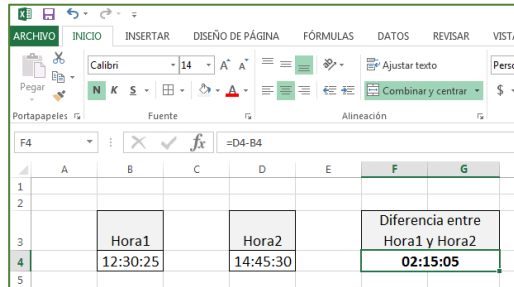 ARCHIVO INICIO INSERTAR DISEÑO DE PÁGINA FÓRMULAS DATOS REVISAR VISTA
Calibri 14 A A Ajustar texto Perso
Pegar N K S A Combinar y centrar $
Portapapeles Fuente Alineación
F4 fx =D4-B4
A B C D E F G
1
2
Diferencia entre
3 Hora1 Hora2 Hora1 y Hora2
4 12:30:25 14:45:30 02:15:05
5